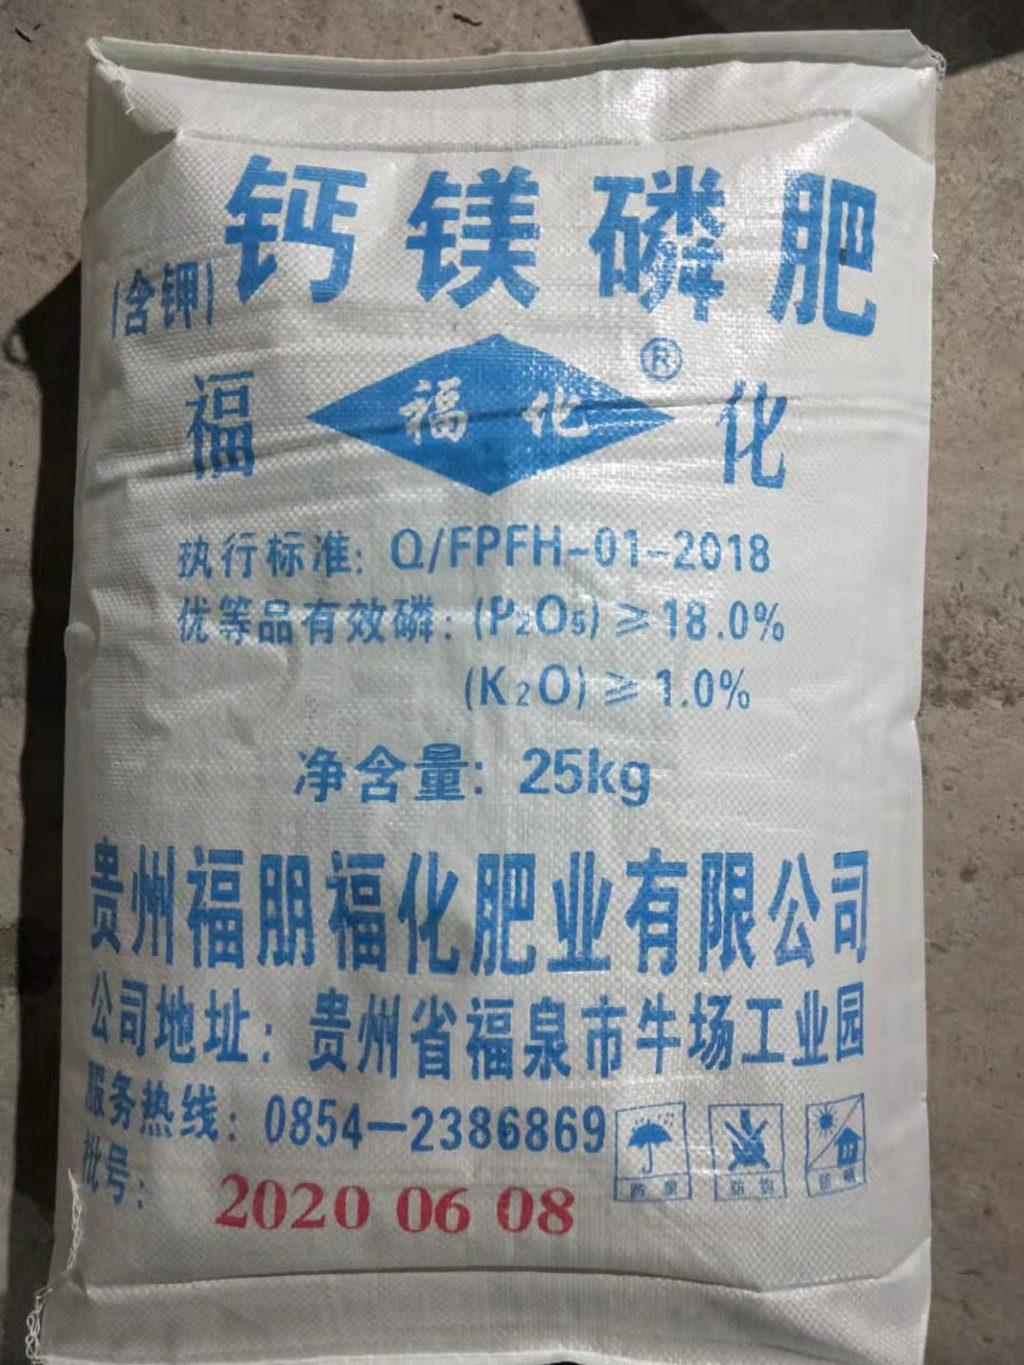 钙镁磷肥
(含钾)
福 福化® 化
执行标准: Q/FPFH-01-2018
优等品有效磷: (P₂O₅) ≥18.0%
(K₂O) ≥1.0%
净含量: 25kg
贵州福朋福化肥业有限公司
公司地址: 贵州省福泉市牛场工业园
服务热线: 0854—2386869
批号: 2020 06 08